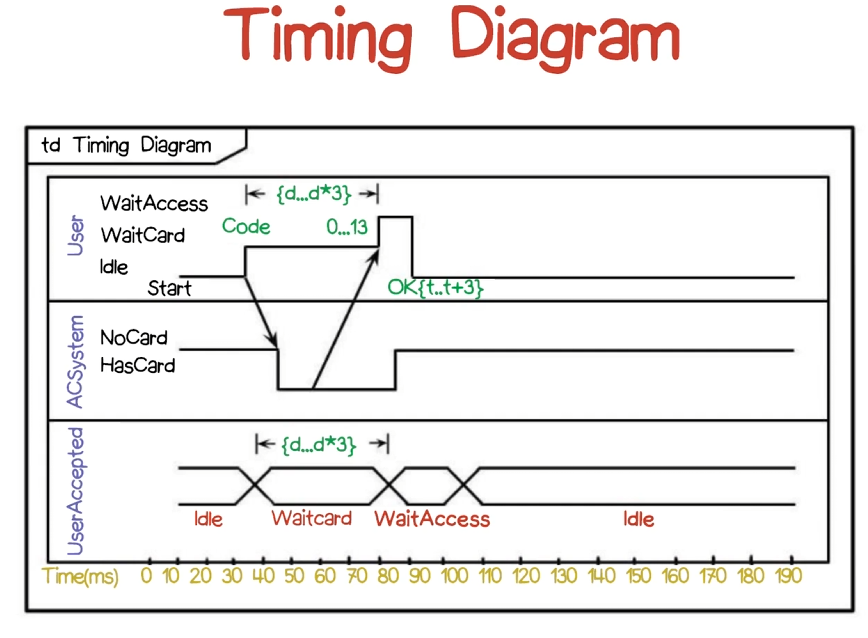 Timing Diagram
td Timing Diagram
User
WaitAccess
WaitCard
Idle
Start
{d...d*3}
Code
0...13
OK{t..t+3}
ACSystem
NoCard
HasCard
UserAccepted
{d...d*3}
Idle Waitcard WaitAccess Idle
Time(ms) 0 10 20 30 40 50 60 70 80 90 100 110 120 130 140 150 160 170 180 190